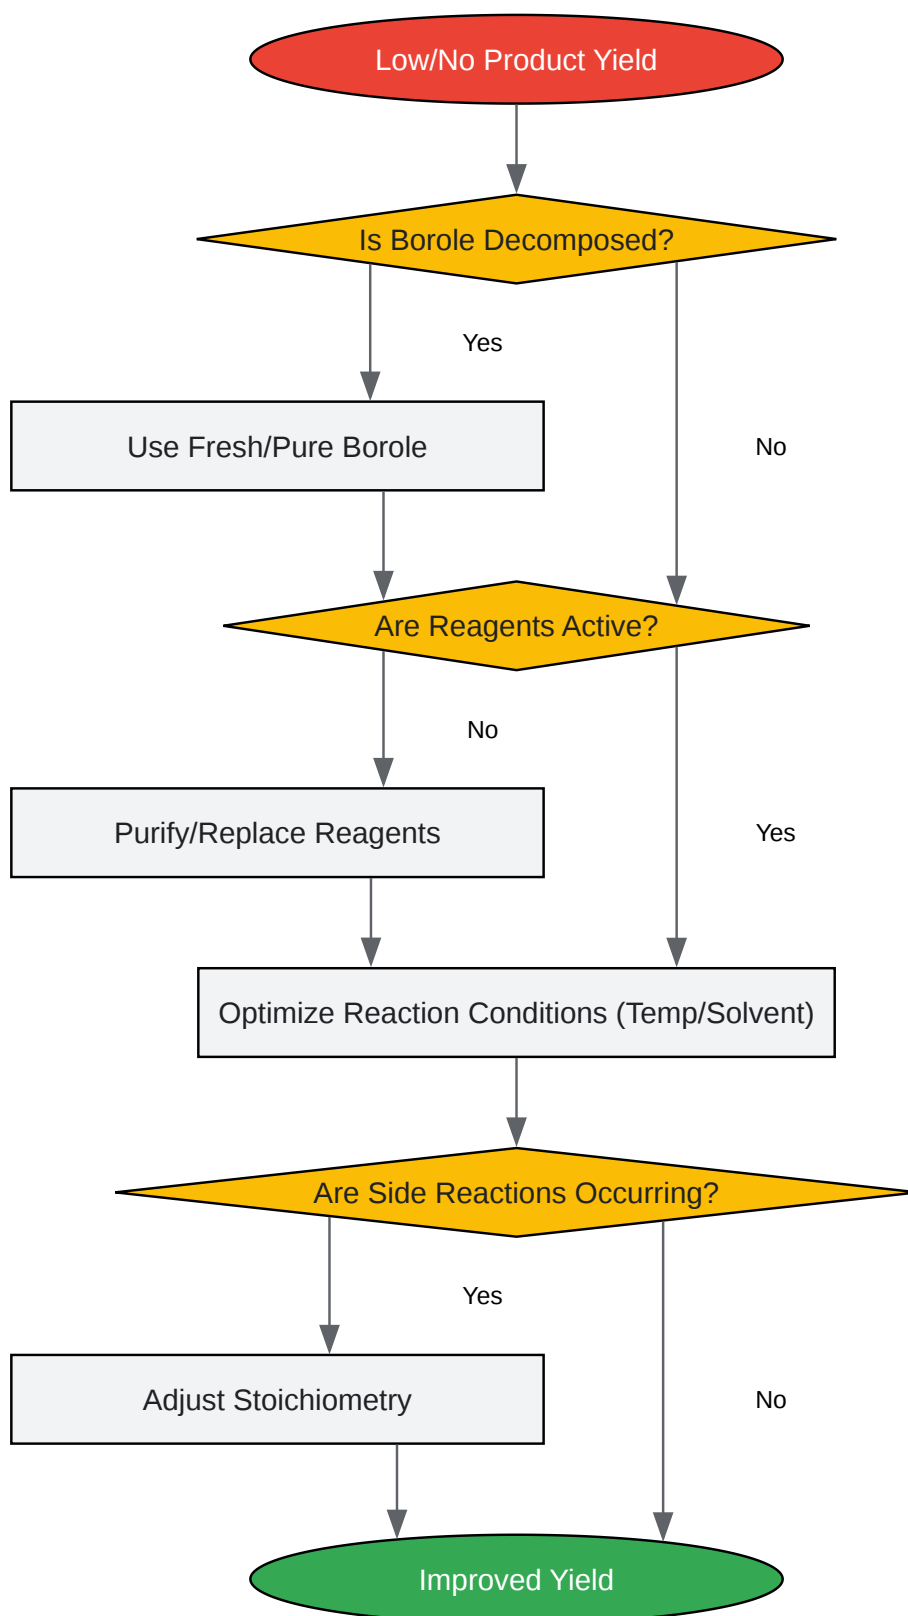 Low/No Product Yield
Is Borole Decomposed?
Yes
Use Fresh/Pure Borole
No
Are Reagents Active?
No
Purify/Replace Reagents
Yes
Optimize Reaction Conditions (Temp/Solvent)
Are Side Reactions Occurring?
Yes
Adjust Stoichiometry
No
Improved Yield